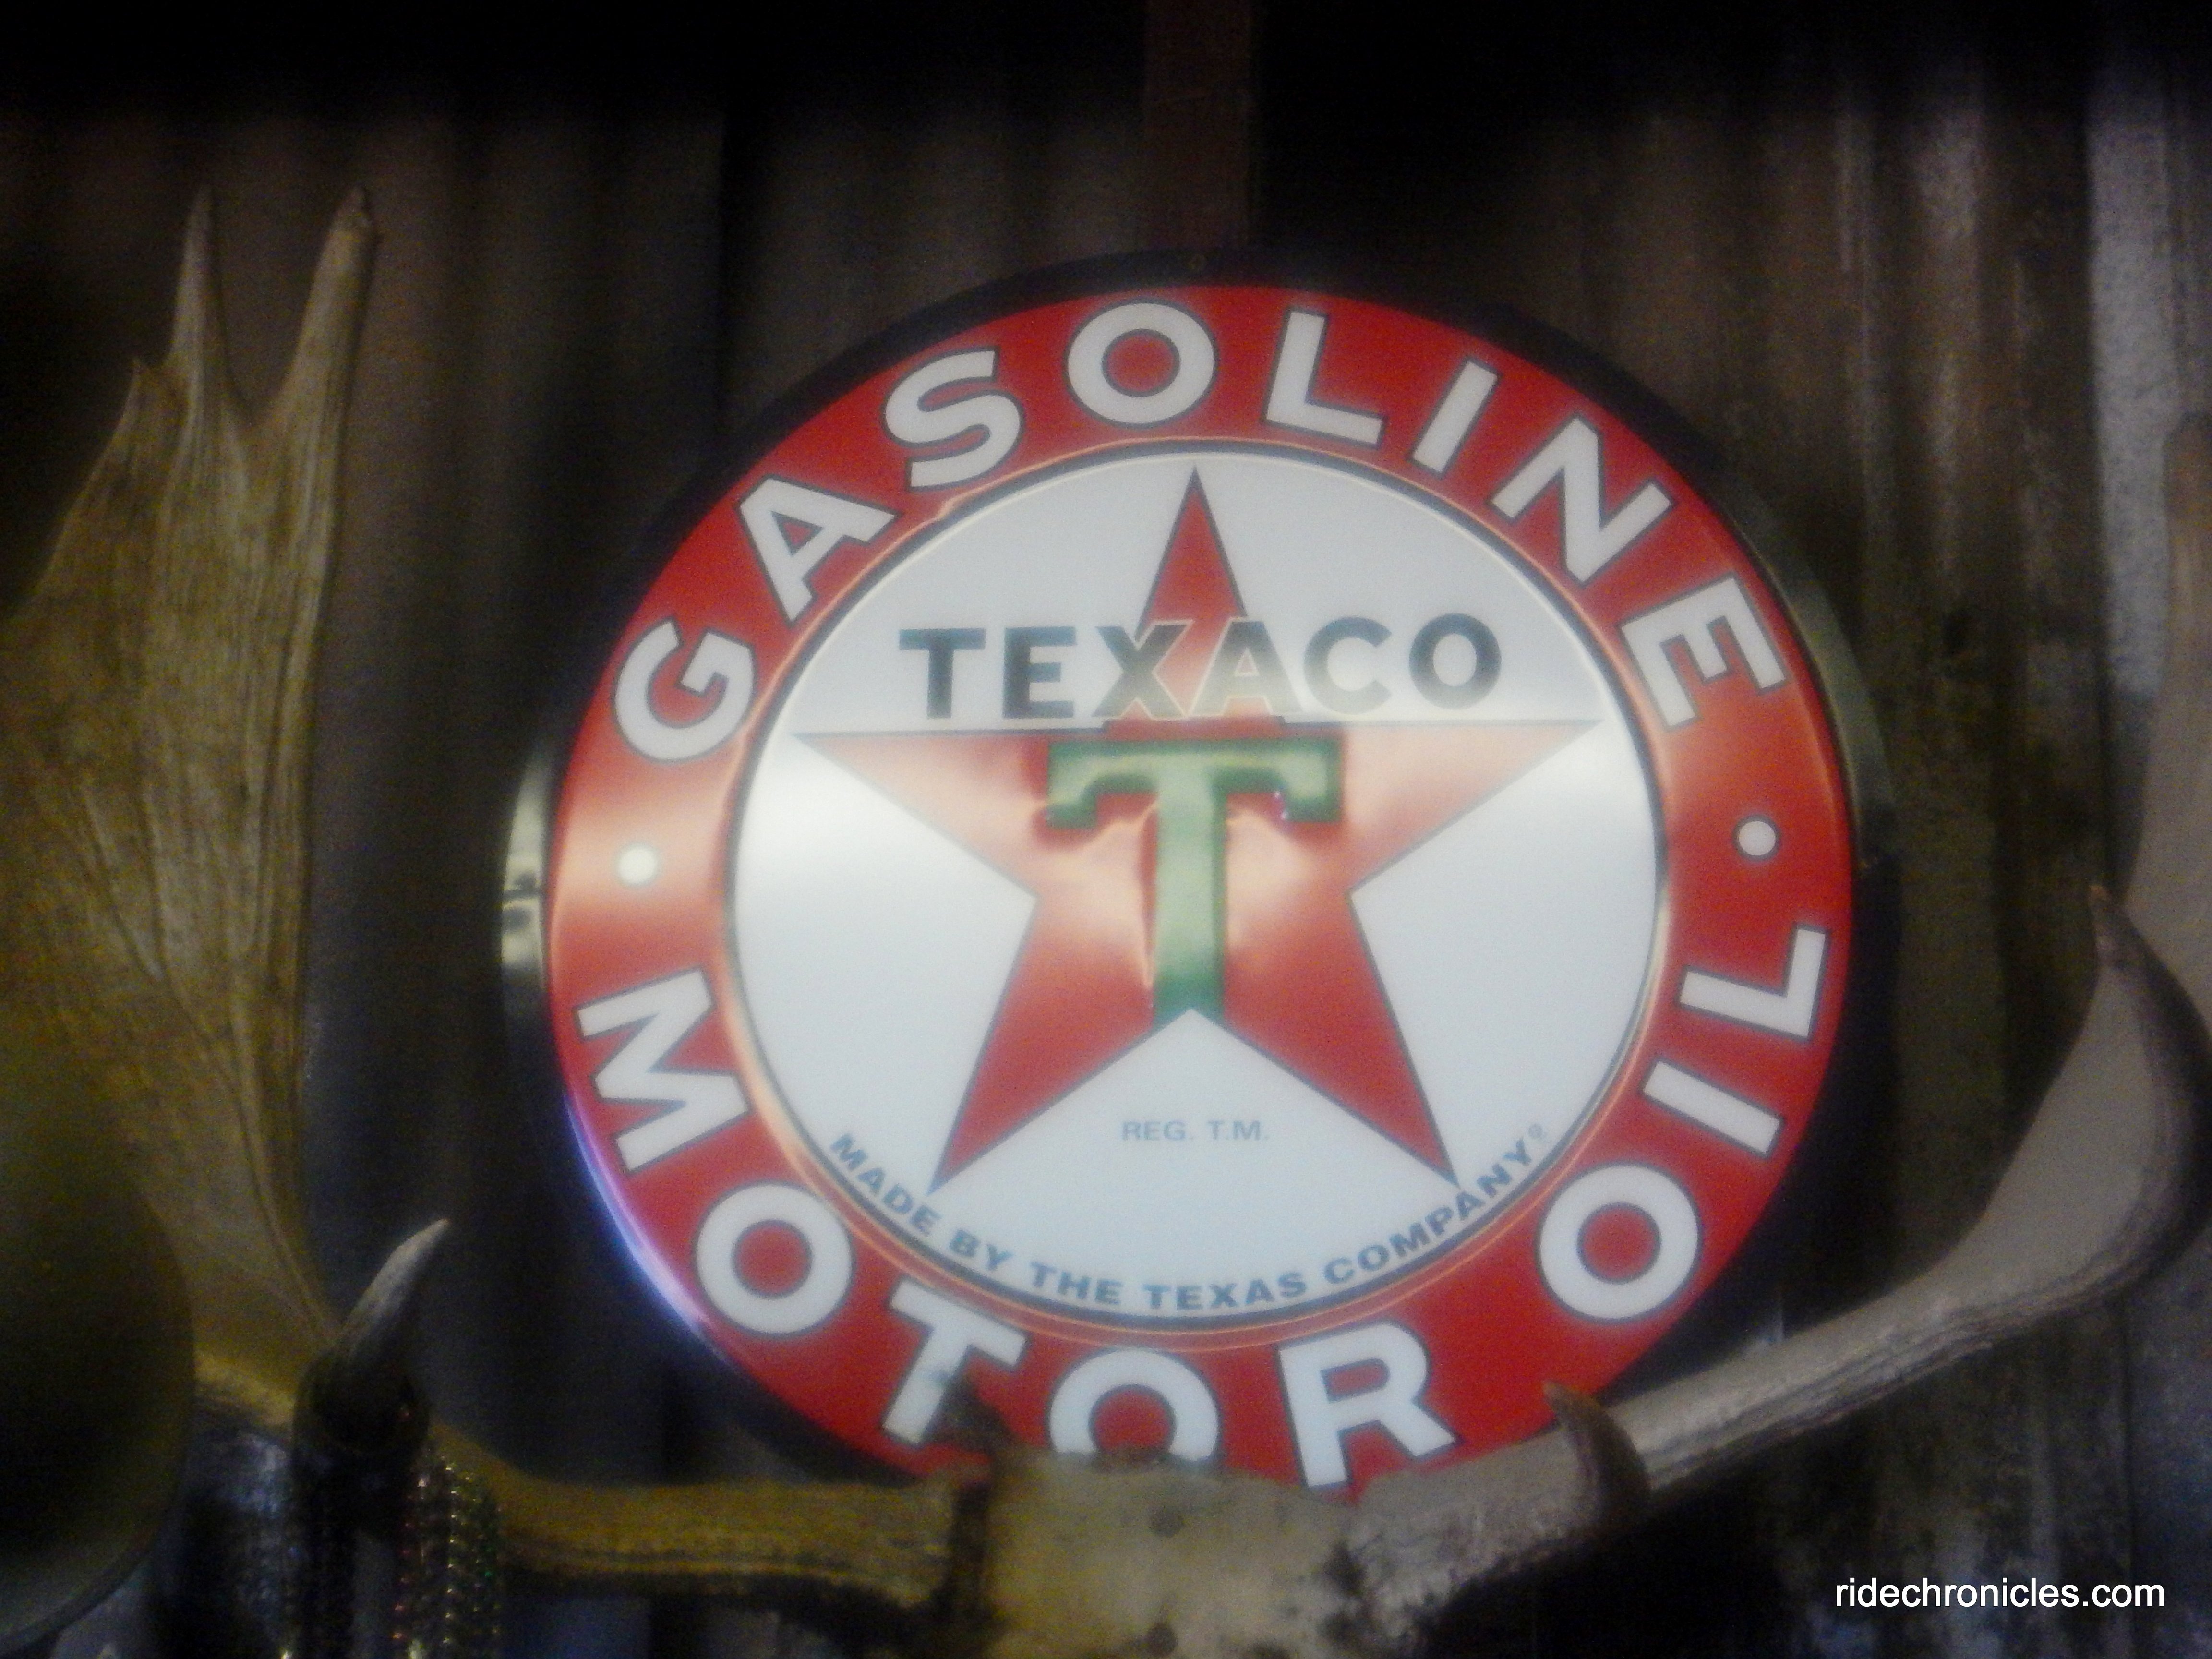 GASOLINE • MOTOR OIL •
TEXACO
T
REG. T.M.
MADE BY THE TEXAS COMPANY
ridechronicles.com